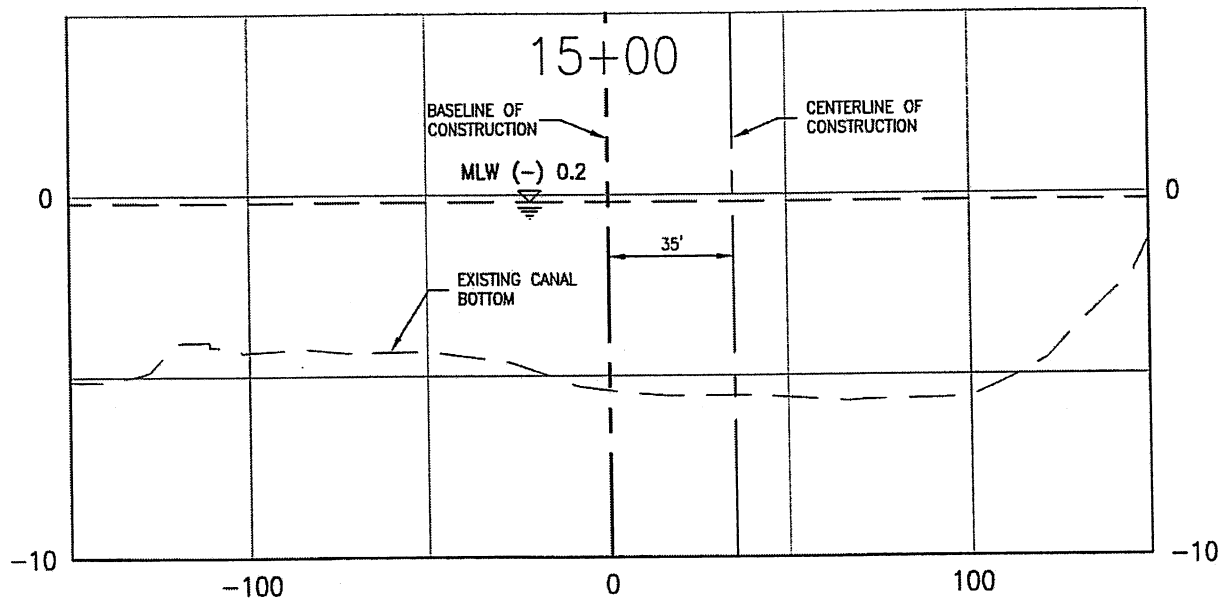 15+00
BASELINE OF
CONSTRUCTION
CENTERLINE OF
CONSTRUCTION
MLW (-) 0.2
0
0
35'
EXISTING CANAL
BOTTOM
-10
-10
-100
0
100